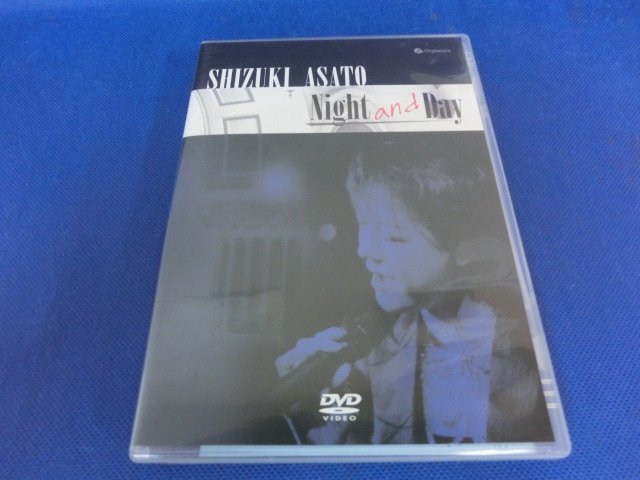 SHIZUKI ASATO
Night and Day
DVD
VIDEO